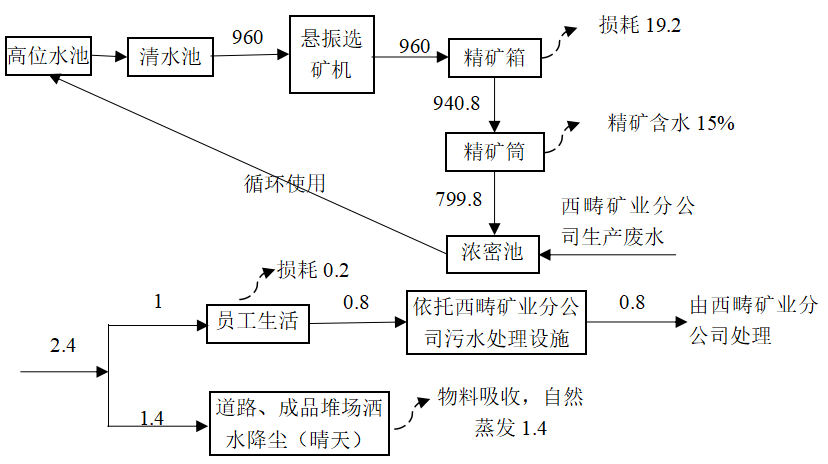 高位水池
清水池
960
悬振选
矿机
960
精矿箱
损耗 19.2
940.8
精矿筒
精矿含水 15%
799.8
循环使用
西畴矿业分公
司生产废水
浓密池
损耗 0.2
1
员工生活
0.8
依托西畴矿业分公
司污水处理设施
0.8
由西畴矿业分
公司处理
2.4
1.4
道路、成品堆场洒
水降尘（晴天）
物料吸收，自然
蒸发 1.4